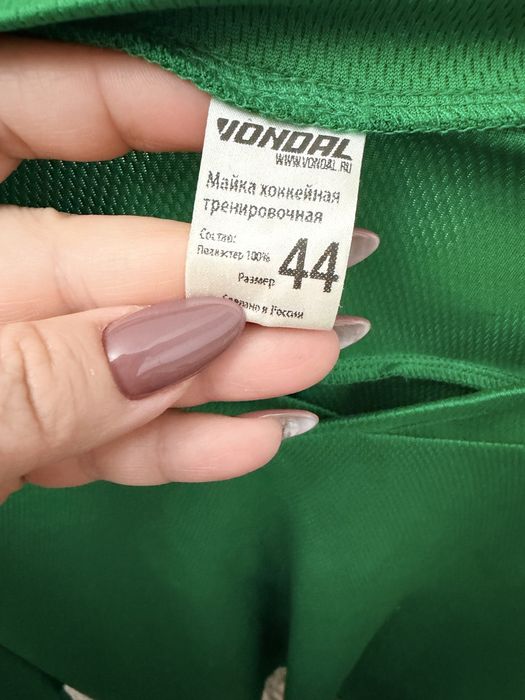 VONDAL
WWW.VONDAL.RU
Майка хоккейная
тренировочная
Состав:
Полиэстер 100%
Размер 44
Сделано в России